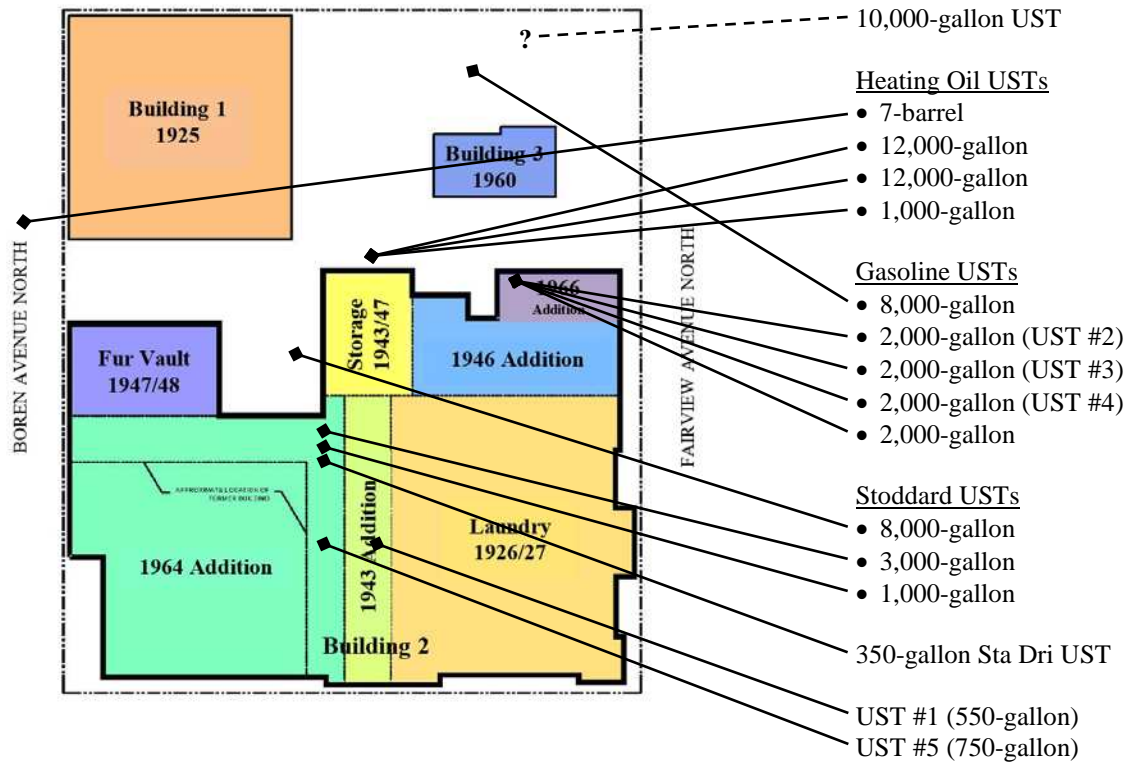 ?
10,000-gallon UST
Building 1
1925
Building 3
1960
BOREN AVENUE NORTH
FAIRVIEW AVENUE NORTH
Storage
1943/47
1966
Addition
1946 Addition
Fur Vault
1947/48
APPROXIMATE LOCATION OF
FORMER BUILDING
1964 Addition
1943 Addition
Laundry
1926/27
Building 2
Heating Oil USTs
• 7-barrel
• 12,000-gallon
• 12,000-gallon
• 1,000-gallon
Gasoline USTs
• 8,000-gallon
• 2,000-gallon (UST #2)
• 2,000-gallon (UST #3)
• 2,000-gallon (UST #4)
• 2,000-gallon
Stoddard USTs
• 8,000-gallon
• 3,000-gallon
• 1,000-gallon
350-gallon Sta Dri UST
UST #1 (550-gallon)
UST #5 (750-gallon)